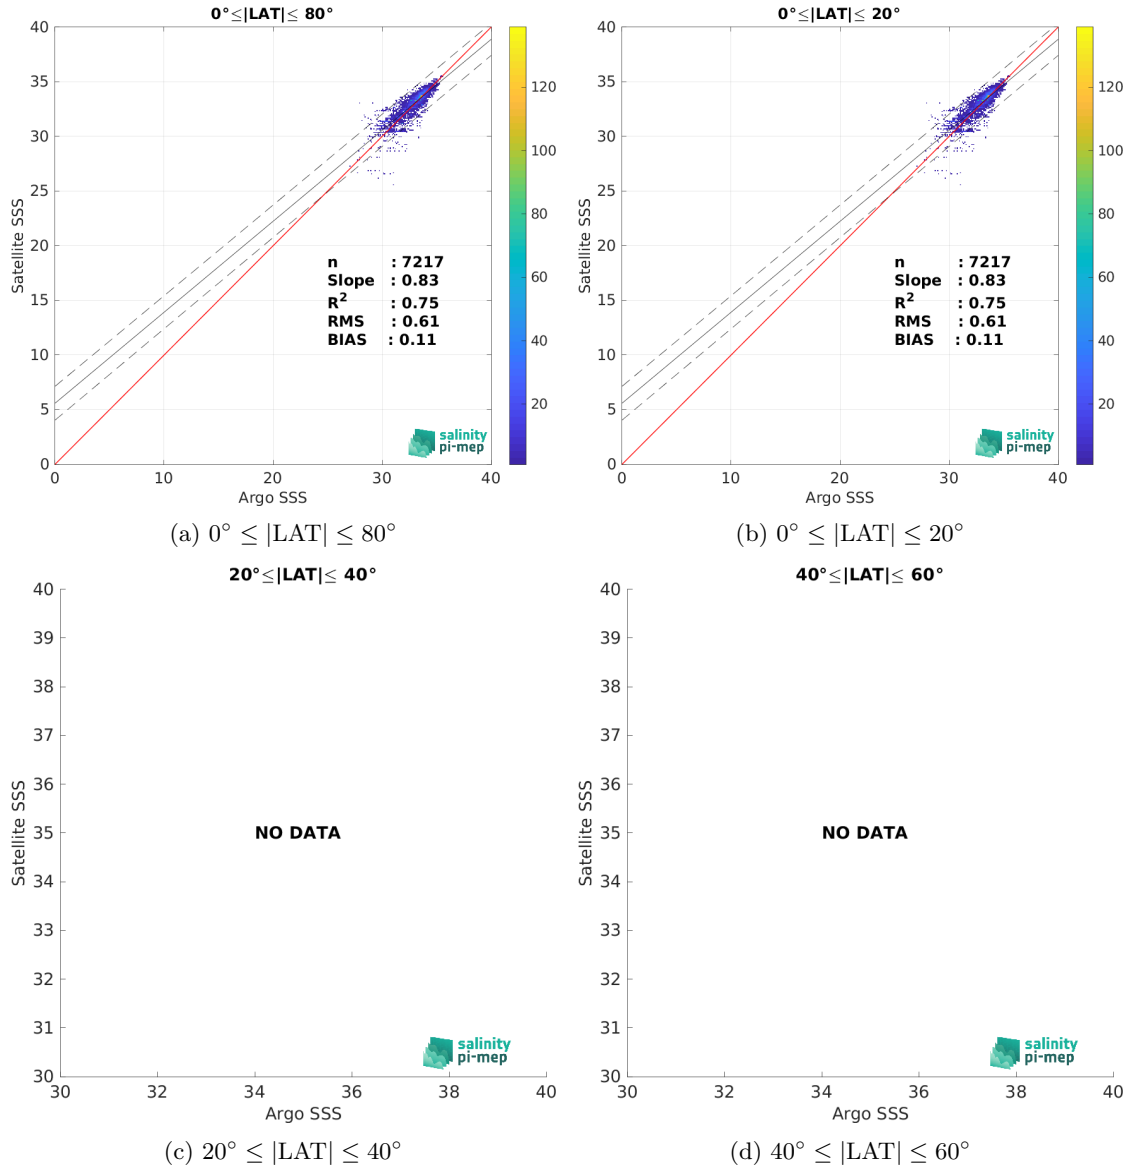 0°≤|LAT|≤ 80°
40
35
30
25
20
15
10
5
0
Satellite SSS
0
10
20
30
40
Argo SSS
n : 7217
Slope : 0.83
R² : 0.75
RMS : 0.61
BIAS : 0.11
salinity
pi-mep
120
100
80
60
40
20
(a) 0° ≤ |LAT| ≤ 80°
0°≤|LAT|≤ 20°
40
35
30
25
20
15
10
5
0
Satellite SSS
0
10
20
30
40
Argo SSS
n : 7217
Slope : 0.83
R² : 0.75
RMS : 0.61
BIAS : 0.11
salinity
pi-mep
120
100
80
60
40
20
(b) 0° ≤ |LAT| ≤ 20°
20°≤|LAT|≤ 40°
40
39
38
37
36
35
34
33
32
31
30
Satellite SSS
NO DATA
salinity
pi-mep
30
32
34
36
38
40
Argo SSS
(c) 20° ≤ |LAT| ≤ 40°
40°≤|LAT|≤ 60°
40
39
38
37
36
35
34
33
32
31
30
Satellite SSS
NO DATA
salinity
pi-mep
30
32
34
36
38
40
Argo SSS
(d) 40° ≤ |LAT| ≤ 60°